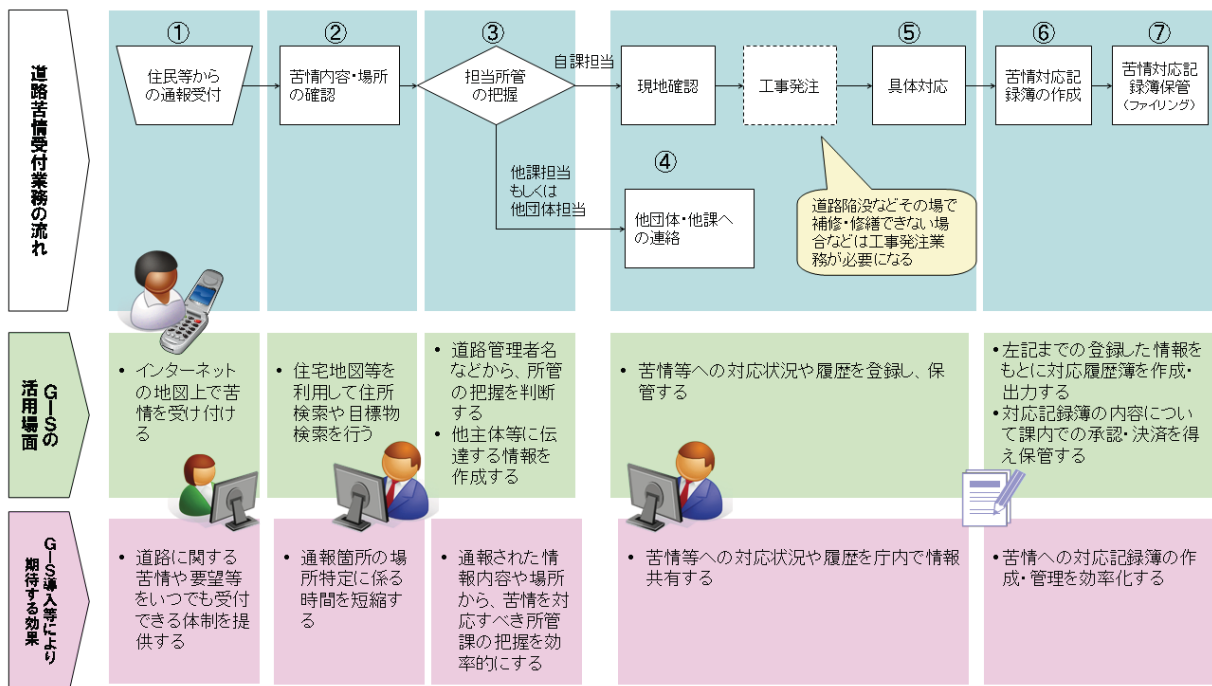 道路苦情受付業務の流れ
①
住民等から
の通報受付
②
苦情内容・場所
の確認
③
担当所管
の把握
自課担当
他課担当
もしくは
他団体担当
現地確認
工事発注
⑤
具体対応
④
他団体・他課へ
の連絡
道路陥没などその場で
補修・修繕できない場
合などは工事発注業
務が必要になる
⑥
苦情対応記
録簿の作成
⑦
苦情対応記
録簿保管
（ファイリング）
GISの
活用場面
• インターネット
の地図上で苦
情を受け付け
る
• 住宅地図等を
利用して住所
検索や目標物
検索を行う
• 道路管理者名
などから、所管
の把握を判断
する
• 他主体等に伝
達する情報を
作成する
• 苦情等への対応状況や履歴を登録し、保
管する
• 左記までの登録した情報を
もとに対応履歴簿を作成・
出力する
• 対応記録簿の内容につい
て課内での承認・決済を得
え保管する
GIS導入等により
期待する効果
• 道路に関する
苦情や要望等
をいつでも受付
できる体制を提
供する
• 通報箇所の場
所特定に係る
時間を短縮す
る
• 通報された情
報内容や場所
から、苦情を対
応すべき所管
課の把握を効
率的にする
• 苦情等への対応状況や履歴を庁内で情報
共有する
• 苦情への対応記録簿の作
成・管理を効率化する